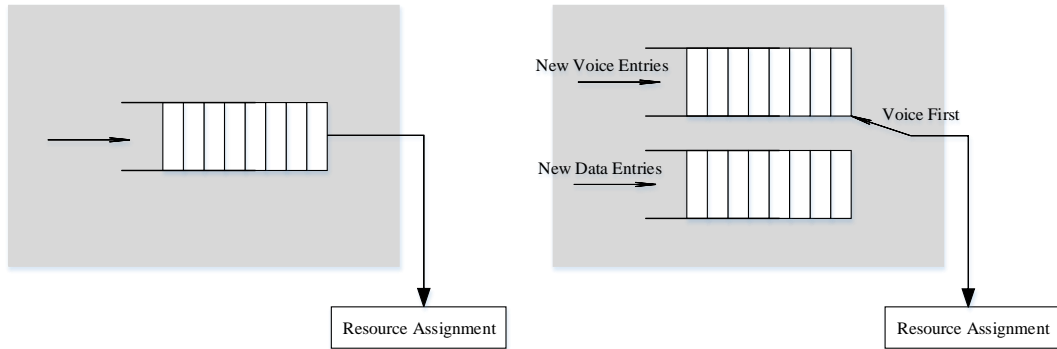 New Voice Entries
Voice First
New Data Entries
Resource Assignment
Resource Assignment